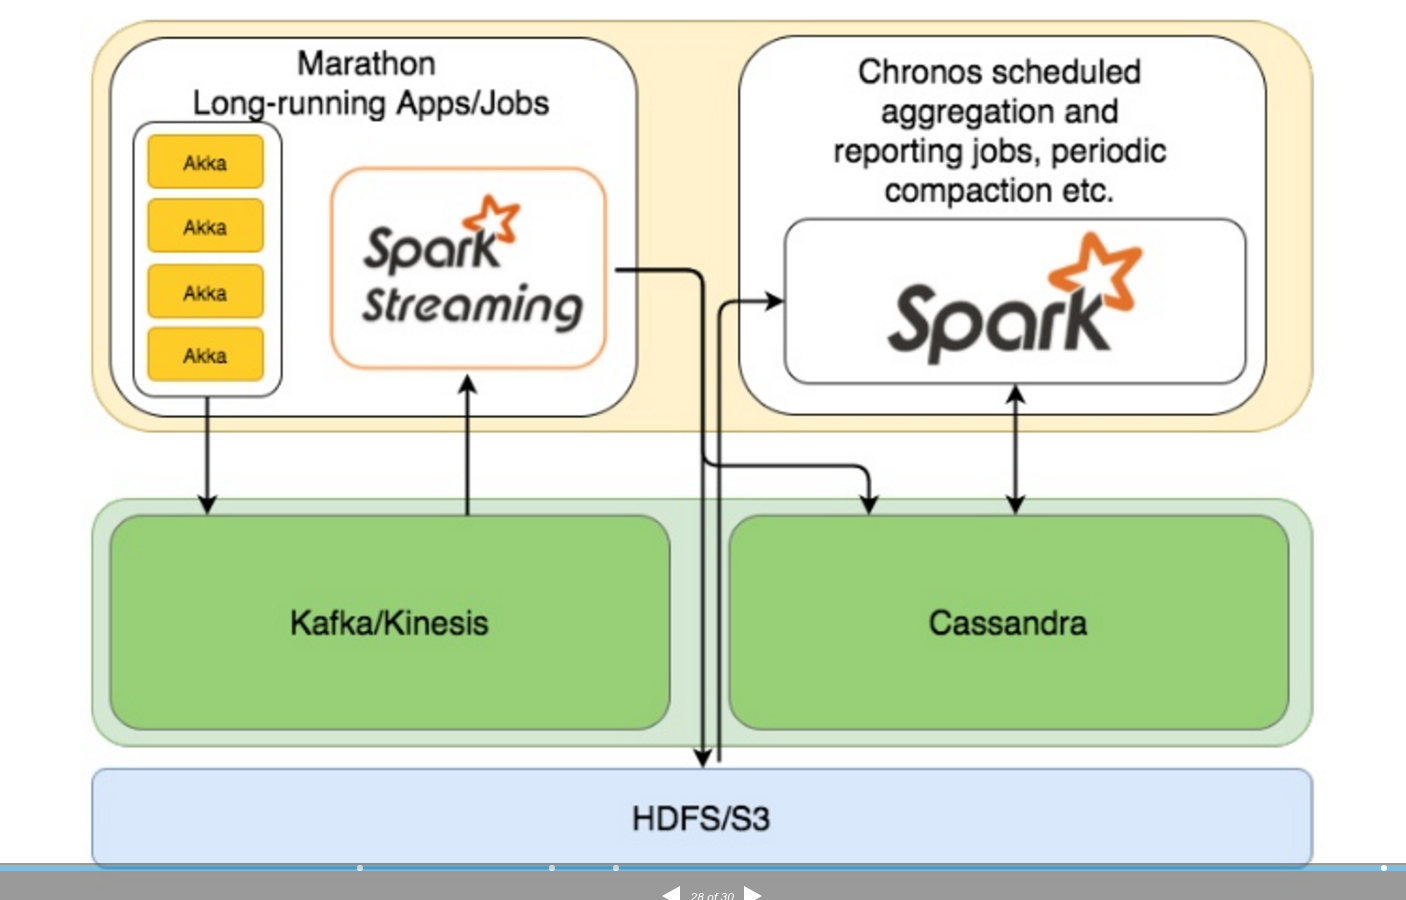 Marathon
Long-running Apps/Jobs
Akka
Akka
Akka
Akka
Spark
Streaming
Chronos scheduled
aggregation and
reporting jobs, periodic
compaction etc.
Spark
Kafka/Kinesis
Cassandra
HDFS/S3
28 of 30